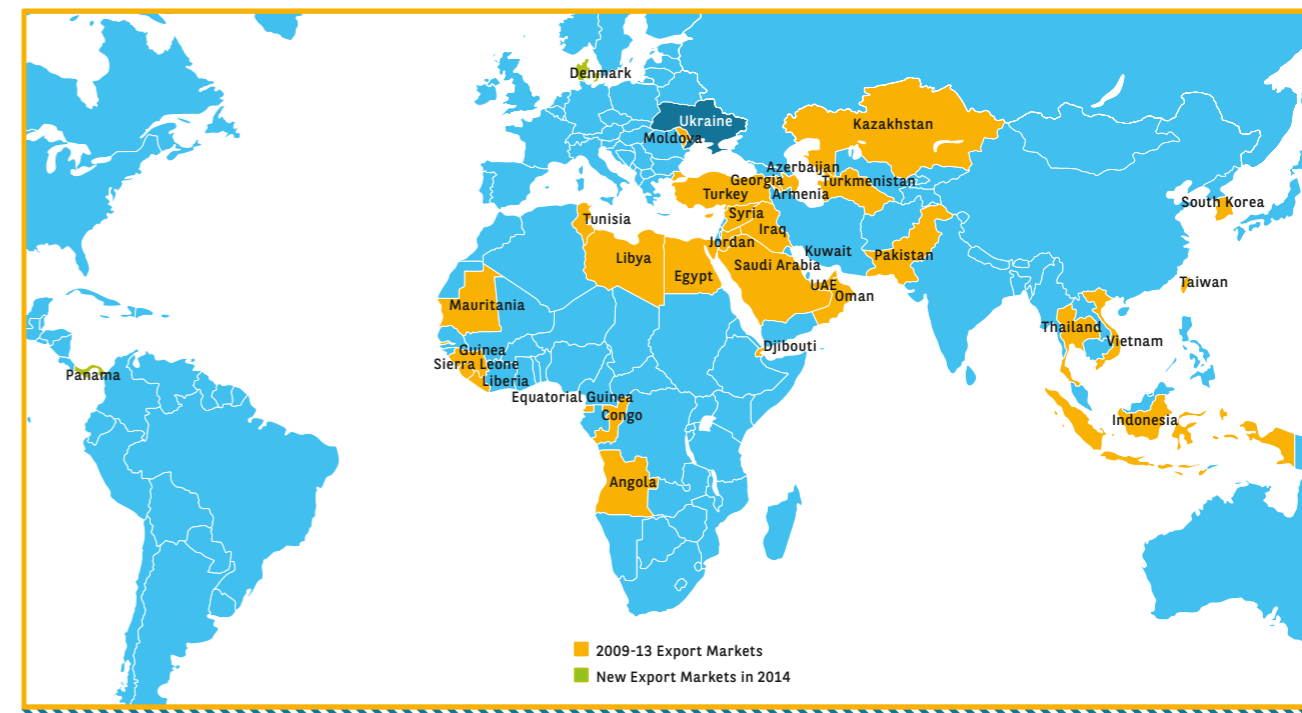 Denmark
Ukraine
Moldova
Kazakhstan
Azerbaijan
Georgia
Turkmenistan
Turkey
Armenia
South Korea
Tunisia
Syria
Iraq
Jordan
Kuwait
Libya
Saudi Arabia
Pakistan
Egypt
UAE
Taiwan
Oman
Mauritania
Thailand
Vietnam
Djibouti
Guinea
Sierra Leone
Panama
Liberia
Equatorial Guinea
Congo
Indonesia
Angola
2009-13 Export Markets
New Export Markets in 2014